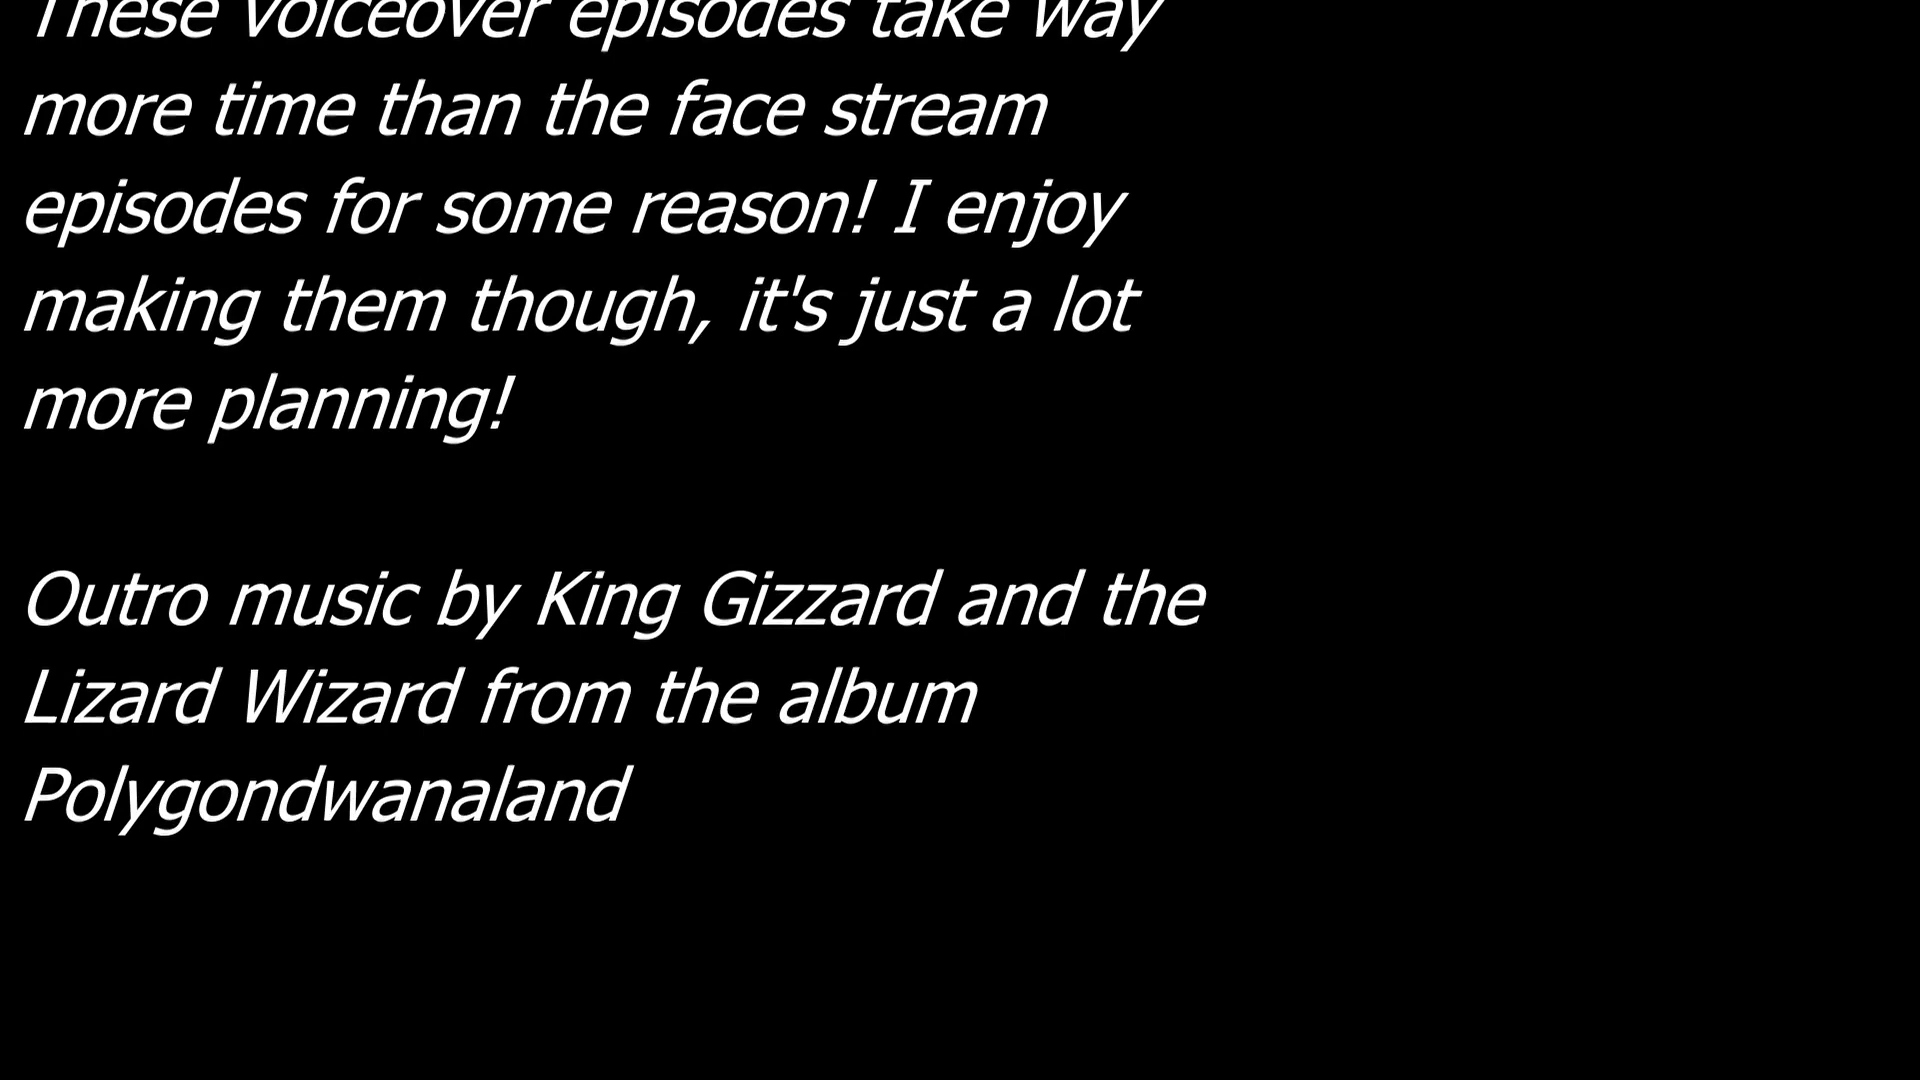 These voiceover episodes take way
more time than the face stream
episodes for some reason! I enjoy
making them though, it's just a lot
more planning!
Outro music by King Gizzard and the
Lizard Wizard from the album
Polygondwanaland